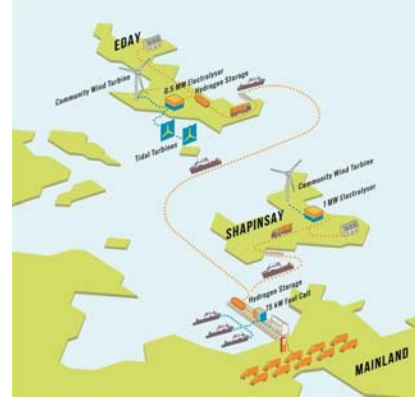 EDAY
Community Wind Turbine
0.5 MW Electrolyser
Hydrogen Storage
Tidal Turbines
Community Wind Turbine
1 MW Electrolyser
SHAPINSAY
Hydrogen Storage
75 kW Fuel Cell
MAINLAND